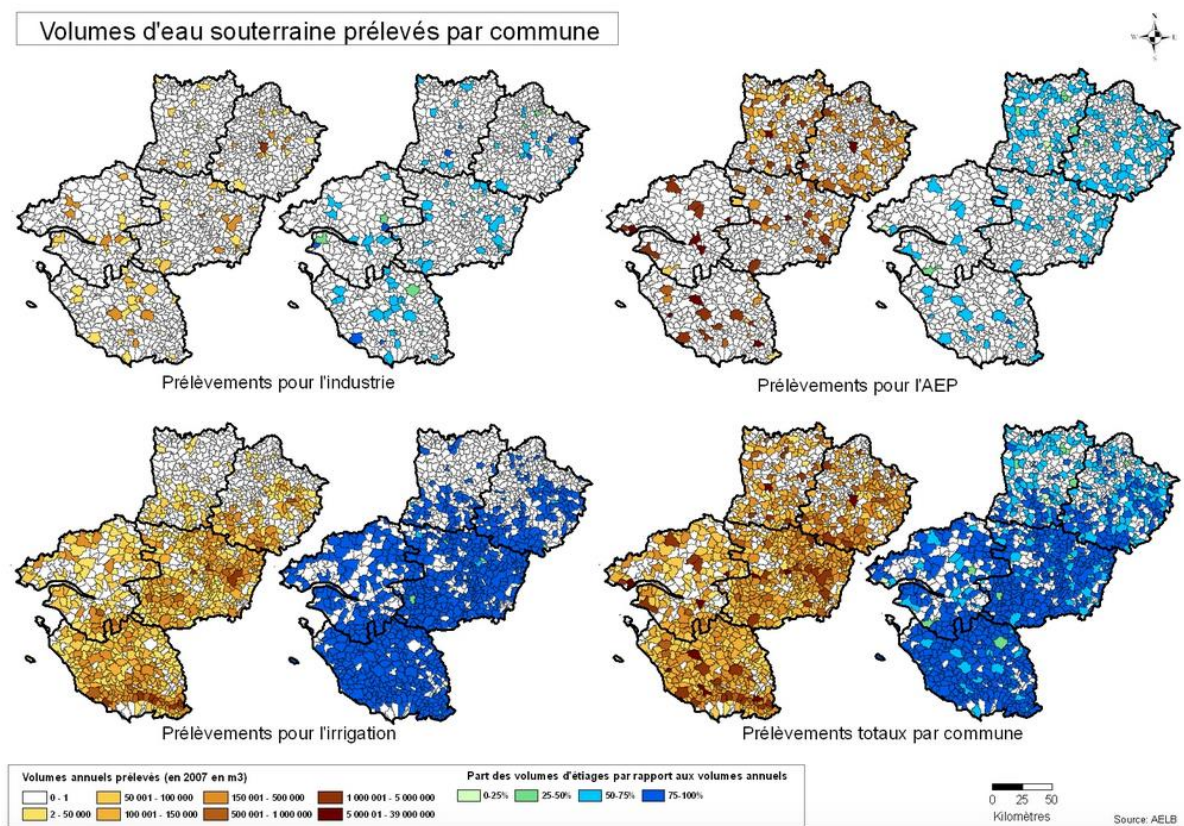 Volumes d'eau souterraine prélevés par commune
N
W E
S
Prélèvements pour l'industrie
Prélèvements pour l'AEP
Prélèvements pour l'irrigation
Prélèvements totaux par commune
Volumes annuels prélevés (en 2007 en m3)
0 - 1
50 001 - 100 000
150 001 - 500 000
1 000 001 - 5 000 000
2 - 50 000
100 001 - 150 000
500 001 - 1 000 000
5 000 01 - 39 000 000
Part des volumes d'étiages par rapport aux volumes annuels
0-25%
25-50%
50-75%
75-100%
0 25 50
Kilomètres
Source: AELB